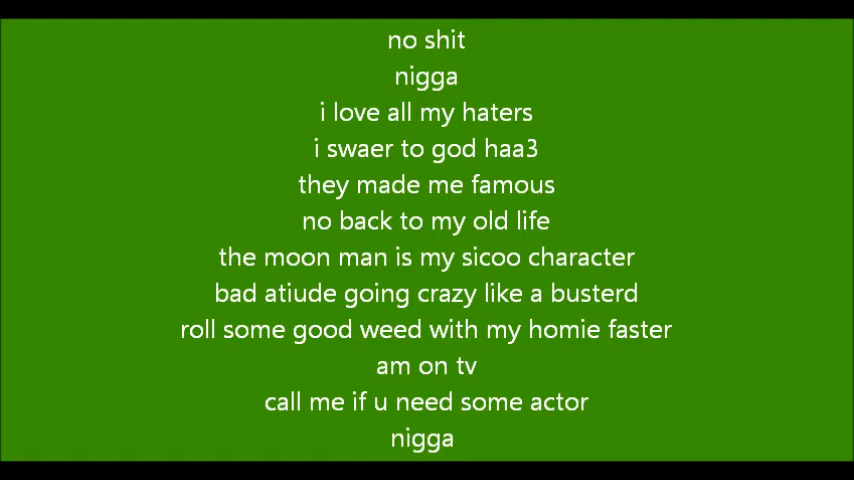 no shit
nigga
i love all my haters
i swaer to god haa3
they made me famous
no back to my old life
the moon man is my sicoo character
bad atiude going crazy like a busterd
roll some good weed with my homie faster
am on tv
call me if u need some actor
nigga